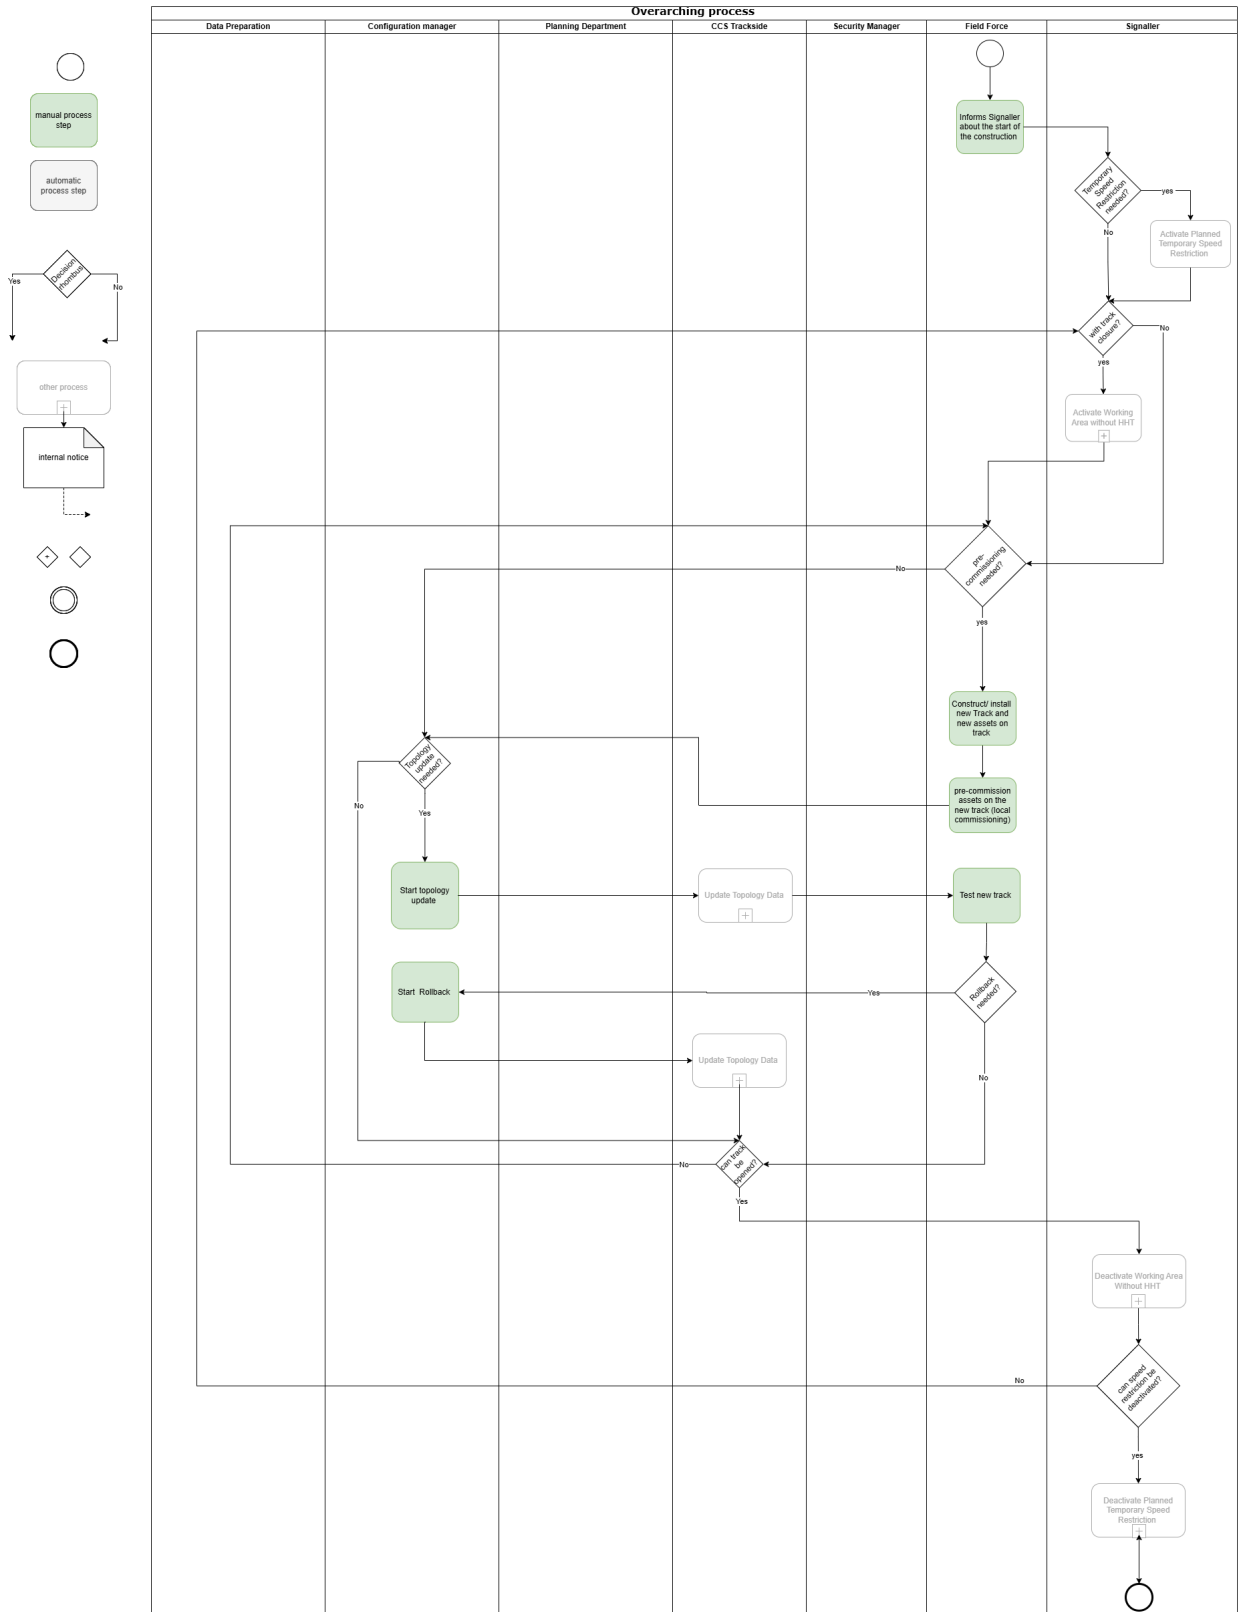 Overarching process
Data Preparation
Configuration manager
Planning Department
CCS Trackside
Security Manager
Field Force
Signaller
manual process
step
automatic
process step
Decision
rhombus
Yes
No
other process
internal notice
Informs Signaller
about the start of
the construction
Temporary
Speed
Restriction
needed?
yes
No
Activate Planned
Temporary Speed
Restriction
with track
closure?
No
yes
Activate Working
Area without HHT
pre-
commissioning
needed?
No
yes
Construct/ install
new Track and
new assets on
track
Topology
update
needed?
No
Yes
pre-commission
assets on the
new track (local
commissioning)
Start topology
update
Update Topology Data
Test new track
Start  Rollback
Yes
Rollback
needed?
Update Topology Data
No
can track
be
opened?
No
Yes
Deactivate Working Area
Without HHT
can speed
restriction be
deactivated?
No
yes
Deactivate Planned
Temporary Speed
Restriction